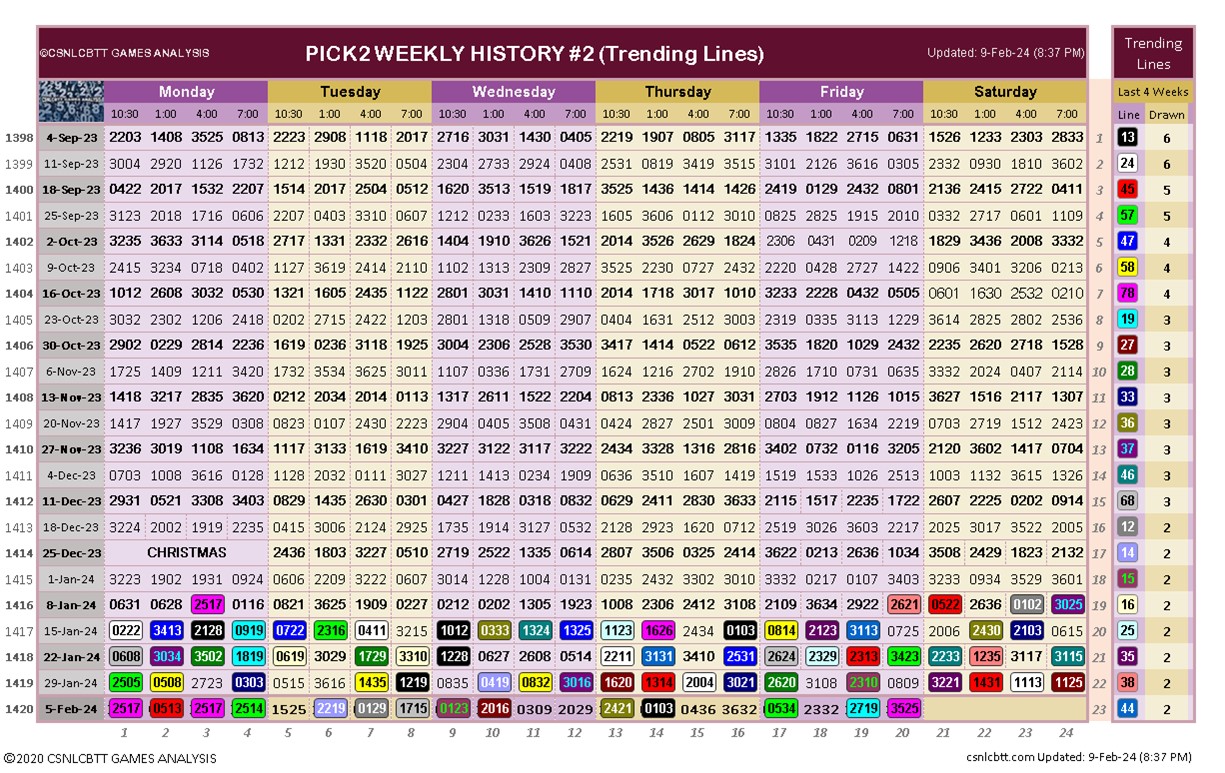 ©CSNLCBTT GAMES ANALYSIS PICK2 WEEKLY HISTORY #2 (Trending Lines) Updated: 9-Feb-24 (8:37 PM) Trending Lines
Monday Tuesday Wednesday Thursday Friday Saturday Last 4 Weeks
10:30 1:00 4:00 7:00 10:30 1:00 4:00 7:00 10:30 1:00 4:00 7:00 10:30 1:00 4:00 7:00 10:30 1:00 4:00 7:00 10:30 1:00 4:00 7:00 Line Drawn
1398 4-Sep-23 2203 1408 3525 0813 2223 2908 1118 2017 2716 3031 1430 0405 2219 1907 0805 3117 1335 1822 2715 0631 1526 1233 2303 2833 1 13 6
1399 11-Sep-23 3004 2920 1126 1732 1212 1930 3520 0504 2304 2733 2924 0408 2531 0819 3419 3515 3101 2126 3616 0305 2332 0930 1810 3602 2 24 6
1400 18-Sep-23 0422 2017 1532 2207 1514 2017 2504 0512 1620 3513 1519 1817 3525 1436 1414 1426 2419 0129 2432 0801 2136 2415 2722 0411 3 45 5
1401 25-Sep-23 3123 2018 1716 0606 2207 0403 3310 0607 1212 0233 1603 3223 1605 3606 0112 3010 0825 2825 1915 2010 0332 2717 0601 1109 4 57 5
1402 2-Oct-23 3235 3633 3114 0518 2717 1331 2332 2616 1404 1910 3626 1521 2014 3526 2629 1824 2306 0431 0209 1218 1829 3436 2008 3332 5 47 4
1403 9-Oct-23 2415 3234 0718 0402 1127 3619 2414 2110 1102 1313 2309 2827 3525 2230 0727 2432 2220 0428 2727 1422 0906 3401 3206 0213 6 58 4
1404 16-Oct-23 1012 2608 3032 0530 1321 1605 2435 1122 2801 3031 1410 1110 2014 1718 3017 1010 3233 2228 0432 0505 0601 1630 2532 0210 7 78 4
1405 23-Oct-23 3032 2302 1206 2418 0202 2715 2422 1203 2801 1318 0509 2907 0404 1631 2512 3003 2319 0335 3113 1229 3614 2825 2802 2536 8 19 3
1406 30-Oct-23 2902 0229 2814 2236 1619 0236 3118 1925 3004 2306 2528 3530 3417 1414 0522 0612 3535 1820 1029 2432 2235 2620 2718 1528 9 27 3
1407 6-Nov-23 1725 1409 1211 3420 1732 3534 3625 3011 1107 0336 1731 2709 1624 1216 2702 1910 2826 1710 0731 0635 3332 2024 0407 2114 10 28 3
1408 13-Nov-23 1418 3217 2835 3620 0212 2034 2014 0113 1317 2611 1522 2204 0813 2336 1027 3031 2703 1912 1126 1015 3627 1516 2117 1307 11 33 3
1409 20-Nov-23 1417 1927 3529 0308 0823 0107 2430 2223 2904 0405 3508 0431 0424 2827 2501 3009 0804 0827 1634 2219 0703 2719 1512 2423 12 36 3
1410 27-Nov-23 3236 3019 1108 1634 1117 3133 1619 3413 3227 3122 3117 3222 2434 3328 1316 2816 3402 0732 0116 3205 2120 3602 1417 0704 13 37 3
1411 4-Dec-23 0703 1008 3616 0128 1128 2032 0111 3027 1211 1413 0234 1909 0636 3510 1607 1419 1519 1533 1026 2513 1003 1132 3615 1326 14 46 3
1412 11-Dec-23 2931 0521 3308 3403 0829 1435 2630 0301 0427 1828 0318 0832 0629 2411 2830 3633 2115 1517 2235 1722 2607 2225 0202 0914 15 68 3
1413 18-Dec-23 3224 2002 1919 2235 0415 3006 2124 2925 1735 1914 3127 0532 2128 2923 1620 0712 2519 3026 3603 2217 2025 3017 3522 2005 16 12 2
1414 25-Dec-23 CHRISTMAS 2436 1803 3227 0510 2719 2522 1335 0614 2807 3506 0325 2414 3622 0213 2636 1034 3508 2429 1823 2132 17 14 2
1415 1-Jan-24 3223 1902 1931 0924 0606 2209 3222 0607 3014 1228 1004 0131 0235 2432 3302 3010 3332 0217 0107 3403 3233 0934 3529 3601 18 15 2
1416 8-Jan-24 0631 0628 2517 0116 0821 3625 1909 0227 0212 0202 1305 1923 1008 2306 2412 3108 2109 3634 2922 2621 0522 2636 0102 3025 19 16 2
1417 15-Jan-24 0222 3413 2128 0919 0722 2316 0411 3215 1012 0333 1324 1325 1123 1626 2434 0103 0814 2123 3113 0725 2006 2430 2103 0615 20 25 2
1418 22-Jan-24 0608 3034 3502 1819 0619 3029 1729 3310 1228 0627 2608 0514 2211 3131 3410 2531 2624 2329 2313 3423 2233 1235 3117 3115 21 35 2
1419 29-Jan-24 2505 0508 2723 0303 0515 3616 1435 1219 0835 0419 0832 3016 1620 1314 2004 3021 2620 3108 2310 0809 3221 1431 1113 1125 22 38 2
1420 5-Feb-24 2517 0513 2517 2514 1525 2219 0129 1715 0123 2016 0309 2029 2421 0103 0436 3632 0534 2332 2719 3525 23 44 2
1 2 3 4 5 6 7 8 9 10 11 12 13 14 15 16 17 18 19 20 21 22 23 24
©2020 CSNLCBTT GAMES ANALYSIS csnlcbtt.com Updated: 9-Feb-24 (8:37 PM)